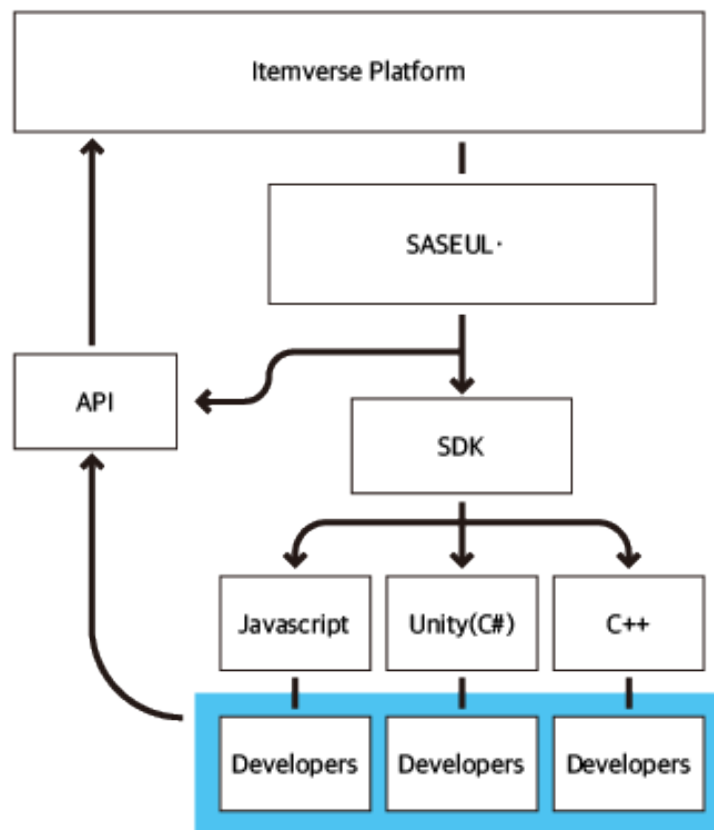 Itemverse Platform
SASEUL·
API
SDK
Javascript
Unity(C#)
C++
Developers
Developers
Developers